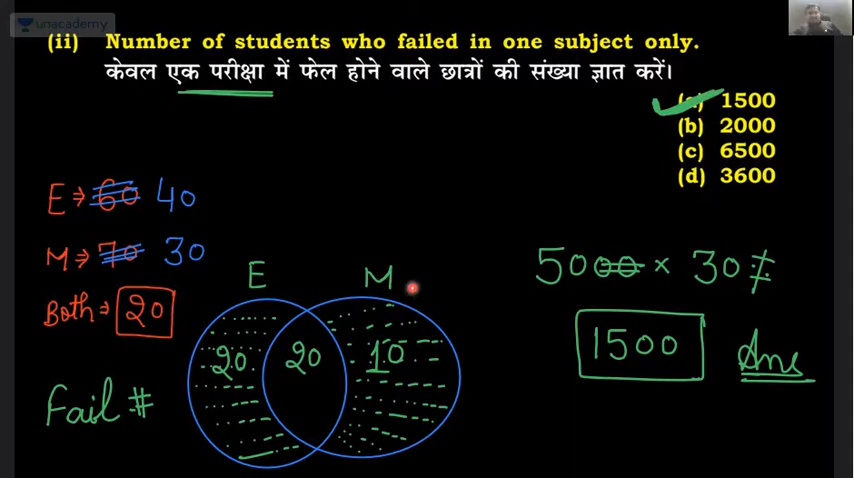 unacademy
(ii) Number of students who failed in one subject only.
केवल एक परीक्षा में फेल होने वाले छात्रों की संख्या ज्ञात करें।
(a) 1500
(b) 2000
(c) 6500
(d) 3600
E ⇒ 60 40
M ⇒ 70 30
Both ⇒ 20
Fail #
E M
20 20 10
5000 × 30 %
1500 Ans